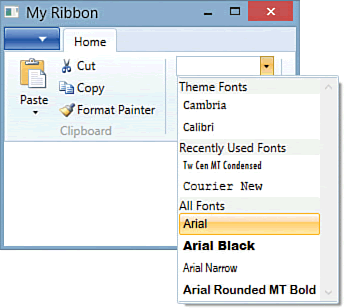 My Ribbon
Home
Cut
Copy
Paste
Format Painter
Clipboard
Theme Fonts
Cambria
Calibri
Recently Used Fonts
Tw Cen MT Condensed
Courier New
All Fonts
Arial
Arial Black
Arial Narrow
Arial Rounded MT Bold